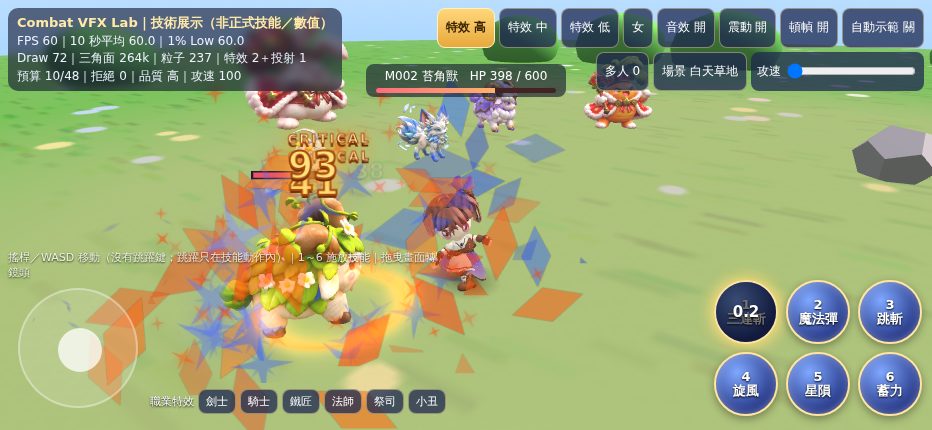 Combat VFX Lab｜技術展示（非正式技能／數值）
FPS 60｜10 秒平均 60.0｜1% Low 60.0
Draw 72｜三角面 264k｜粒子 237｜特效 2＋投射 1
預算 10/48｜拒絕 0｜品質 高｜攻速 100
特效 高
特效 中
特效 低
女
音效 開
震動 開
頓幀 開
自動示範 關
多人 0
場景 白天草地
攻速
M002 苔角獸 HP 398 / 600
CRITICAL
93
CAL
41
搖桿／WASD 移動（沒有跳躍鍵；跳躍只在技能動作內）｜1～6 施放技能｜拖曳畫面轉
鏡頭
1
0.2
三連斬
2
魔法彈
3
跳斬
4
旋風
5
星隕
6
蓄力
職業特效
劍士
騎士
鐵匠
法師
祭司
小丑